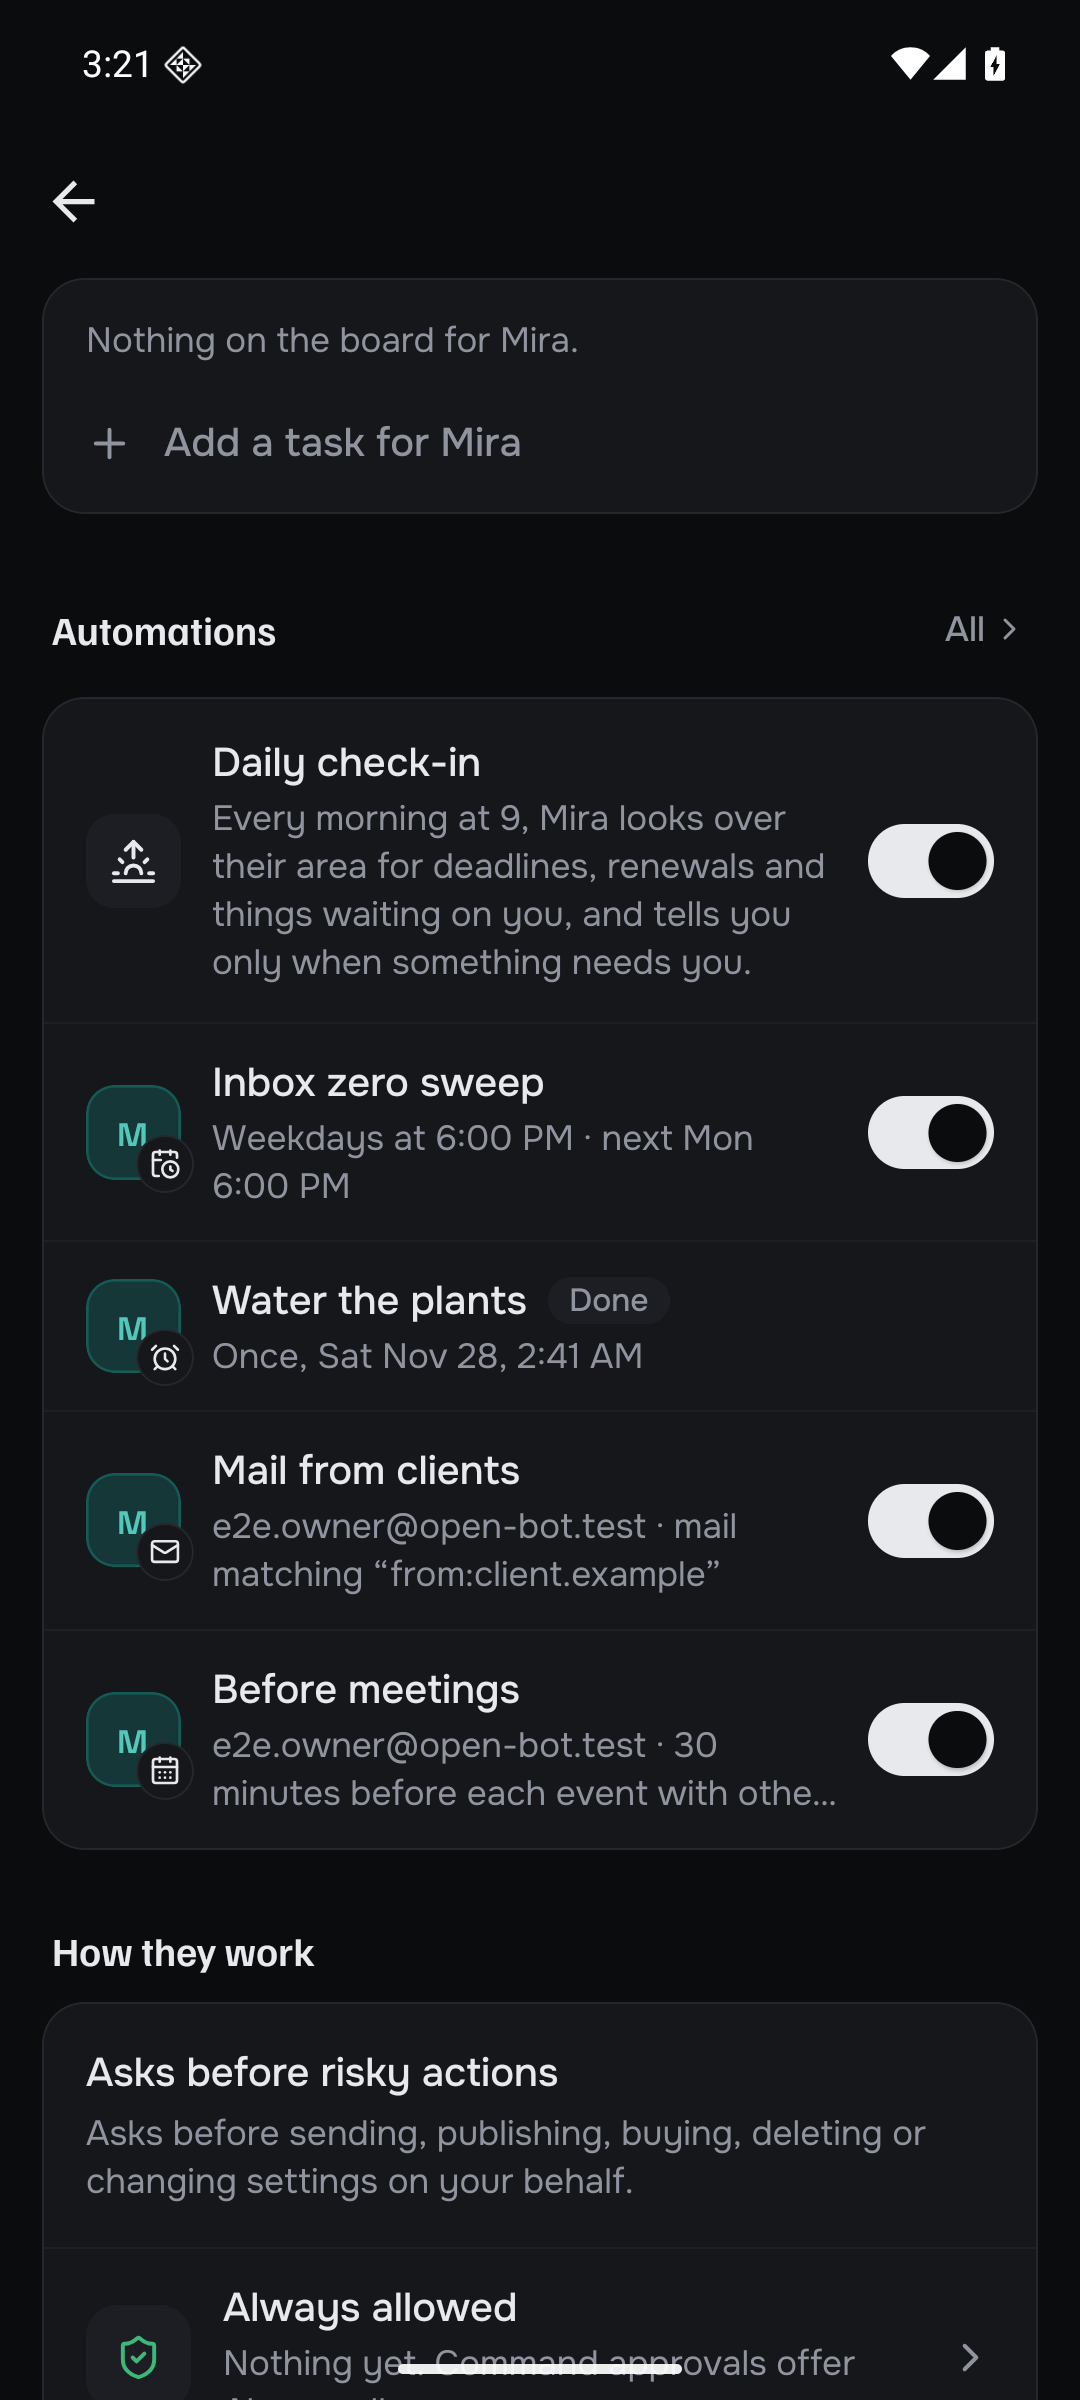 3:21
Nothing on the board for Mira.
Add a task for Mira
Automations
All
Daily check-in
Every morning at 9, Mira looks over
their area for deadlines, renewals and
things waiting on you, and tells you
only when something needs you.
M
Inbox zero sweep
Weekdays at 6:00 PM · next Mon
6:00 PM
M
Water the plants Done
Once, Sat Nov 28, 2:41 AM
M
Mail from clients
e2e.owner@open-bot.test · mail
matching “from:client.example”
M
Before meetings
e2e.owner@open-bot.test · 30
minutes before each event with othe...
How they work
Asks before risky actions
Asks before sending, publishing, buying, deleting or
changing settings on your behalf.
Always allowed
Nothing yet. Command approvals offer